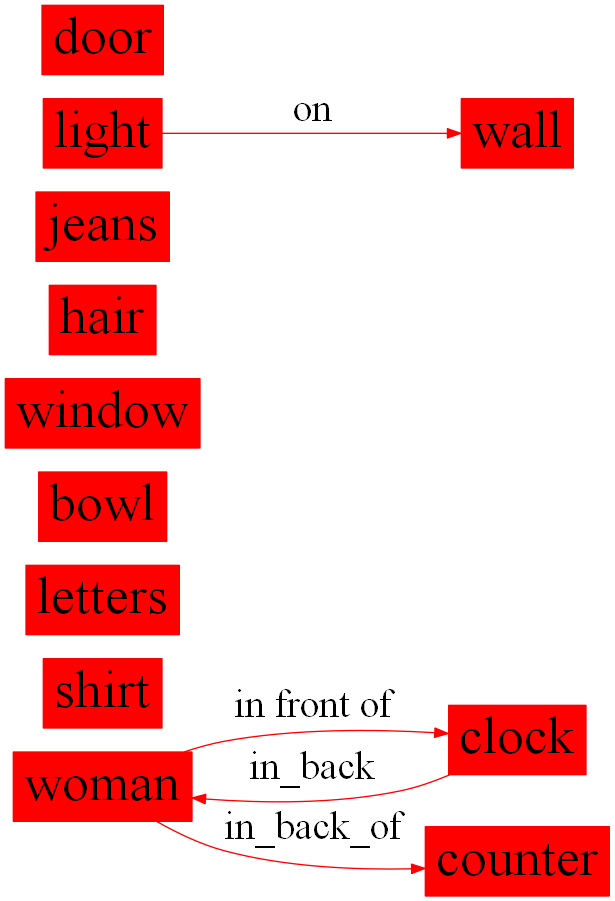 door
light
on
wall
jeans
hair
window
bowl
letters
shirt
in front of
clock
woman
in_back
in_back_of
counter